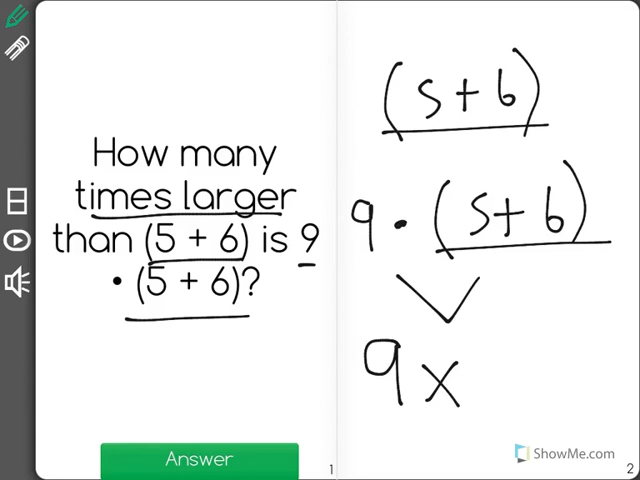 How many
times larger
than (5 + 6) is 9
• (5 + 6)?
Answer
1
(5+6)
9 • (5+6)
9x
ShowMe.com
2